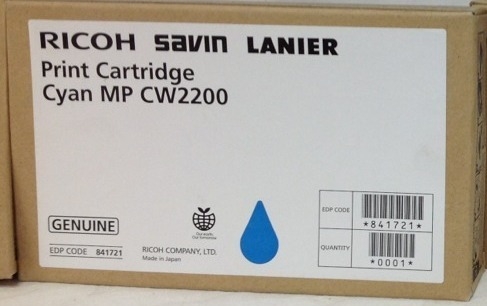 RICOH savin LANIER
Print Cartridge
Cyan MP CW2200
GENUINE
EDP CODE 841721
RICOH COMPANY, LTD.
Made in Japan
EDP CODE
*841721*
QUANTITY
*0001*